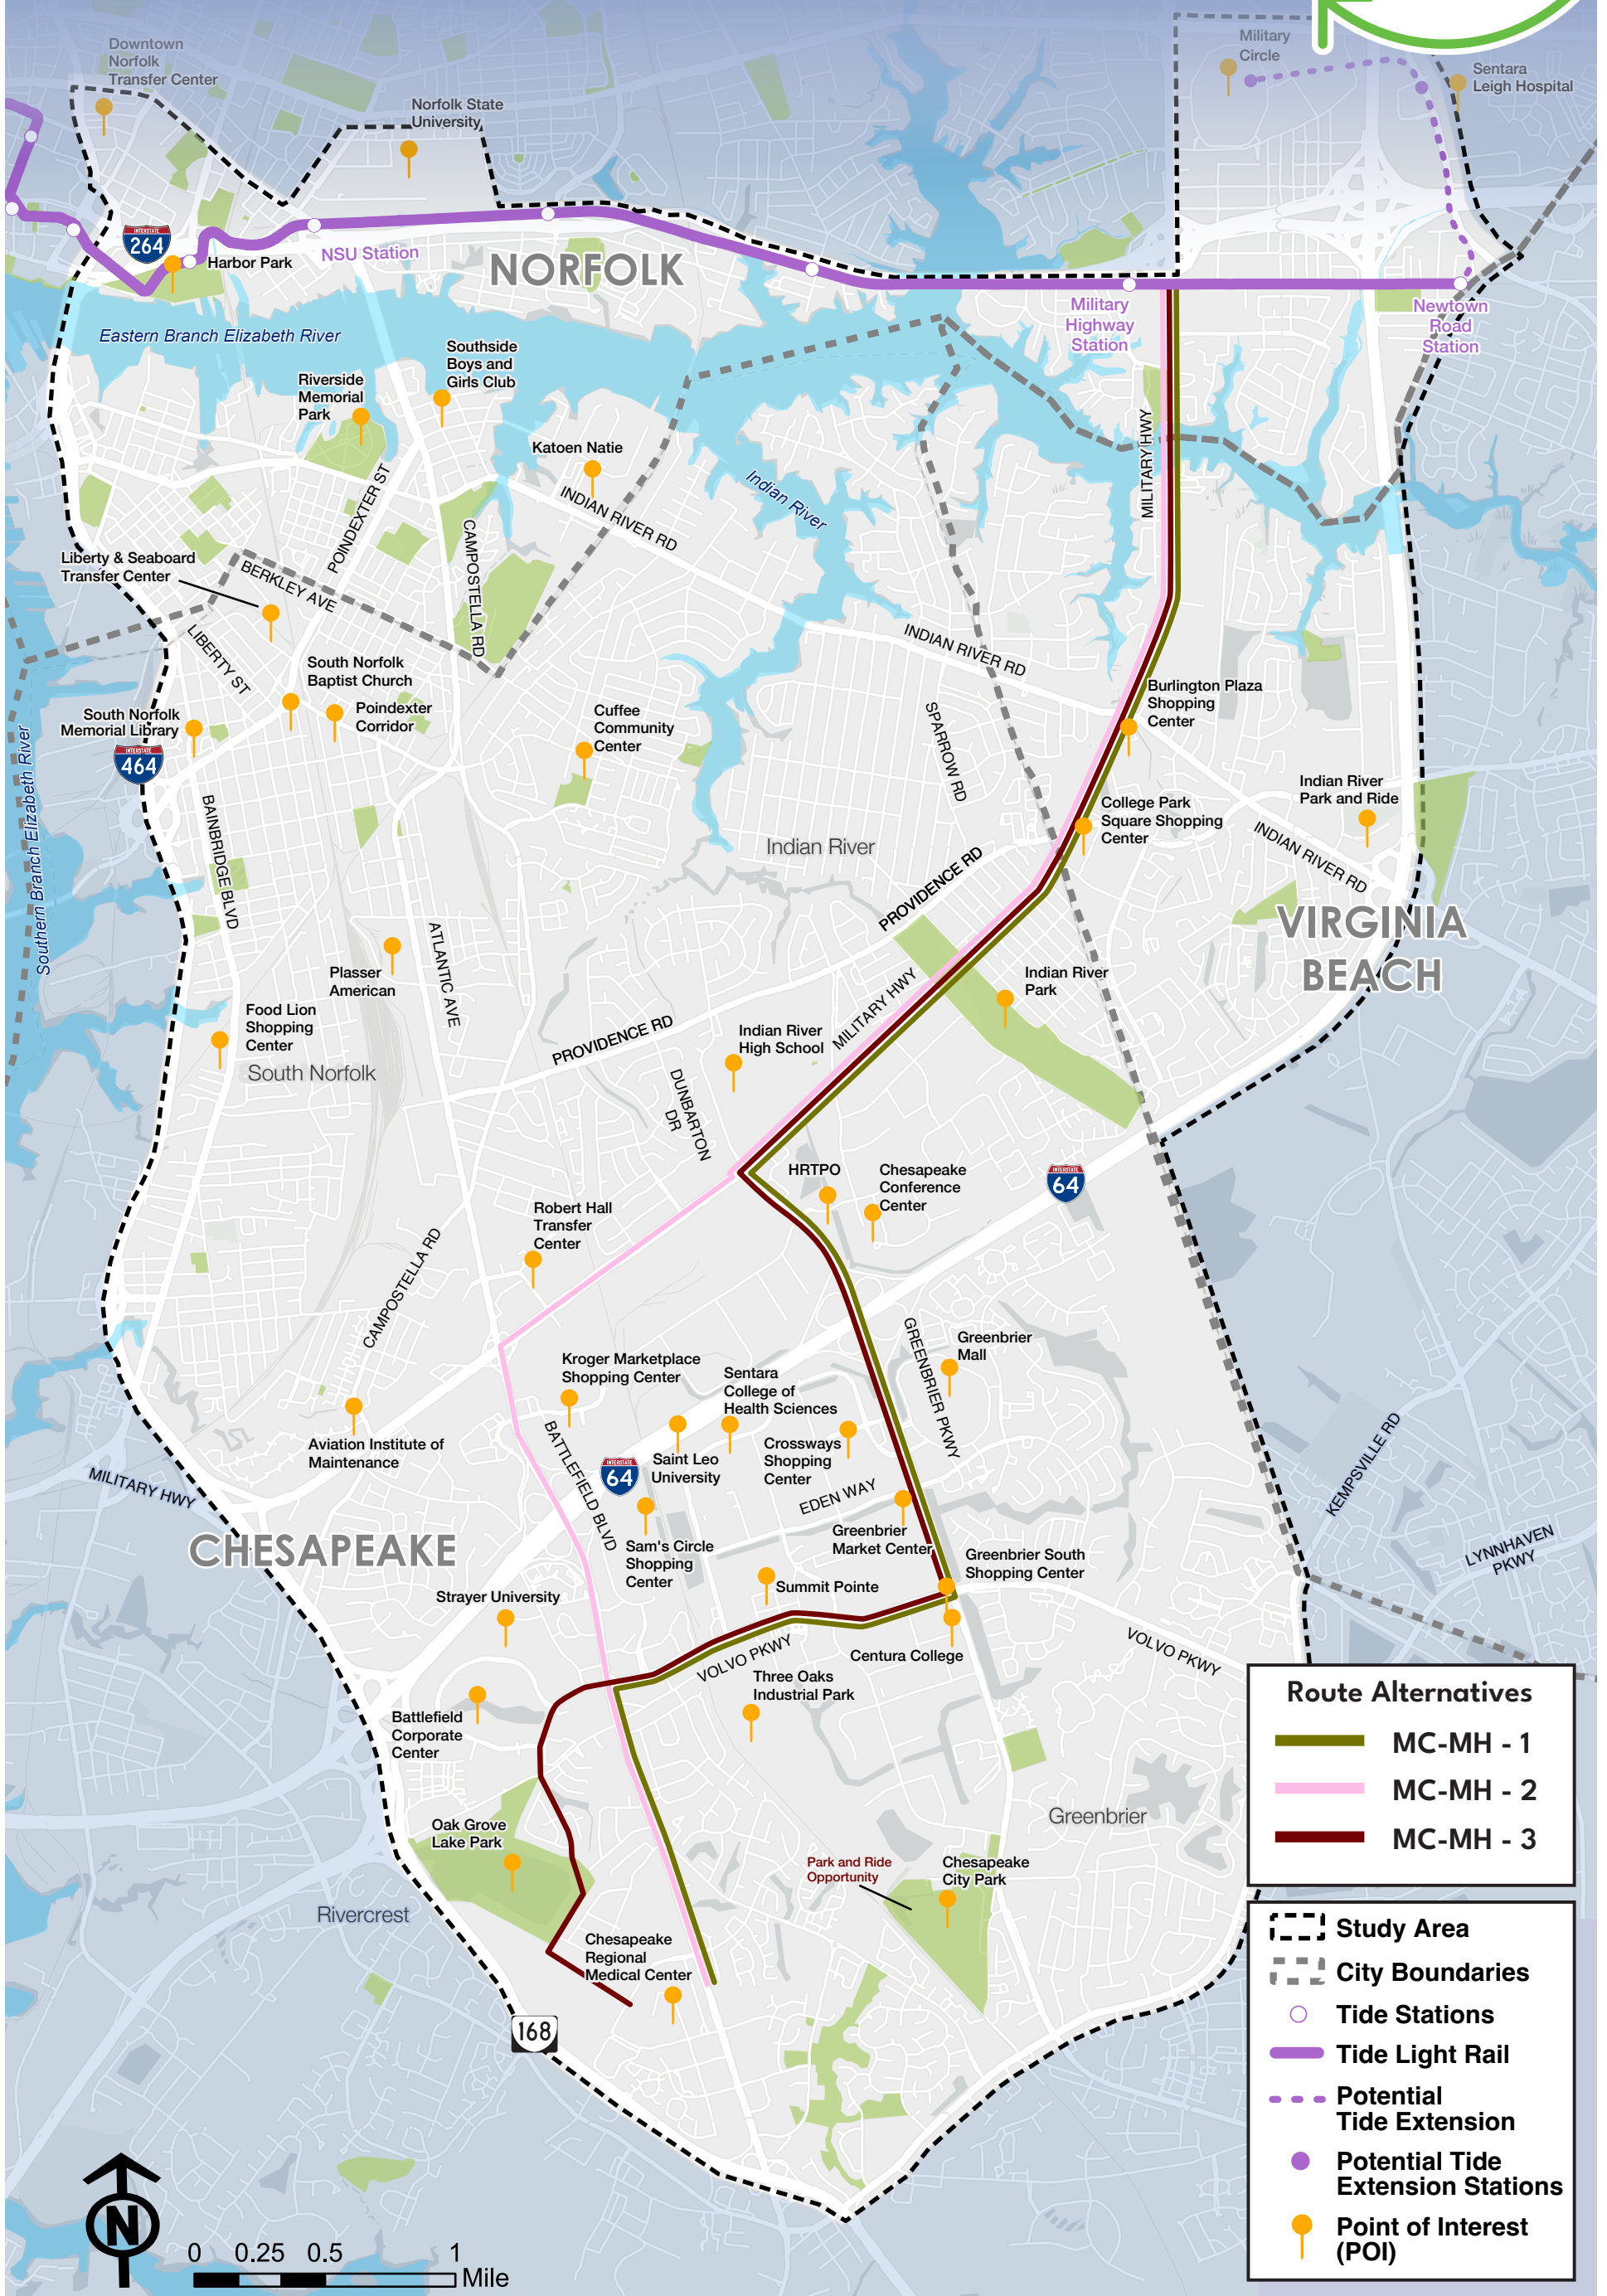 Downtown
Norfolk
Transfer Center
Military
Circle
Sentara
Leigh Hospital
Norfolk State
University
INTERSTATE
264
Harbor Park
NSU Station
NORFOLK
Military
Highway
Station
Newtown
Road
Station
Eastern Branch Elizabeth River
Southside
Boys and
Girls Club
Riverside
Memorial
Park
Katoen Natie
MILITARY HWY
Indian River
INDIAN RIVER RD
POINDEXTER ST
CAMPOSTELLA RD
Liberty & Seaboard
Transfer Center
BERKLEY AVE
LIBERTY ST
INDIAN RIVER RD
South Norfolk
Baptist Church
Burlington Plaza
Shopping
Center
South Norfolk
Memorial Library
Poindexter
Corridor
Cuffee
Community
Center
SPARROW RD
INTERSTATE
464
Southern Branch Elizabeth River
Indian River
Park and Ride
College Park
Square Shopping
Center
BAINBRIDGE BLVD
Indian River
INDIAN RIVER RD
PROVIDENCE RD
VIRGINIA
BEACH
ATLANTIC AVE
Plasser
American
Indian River
Park
MILITARY HWY
Food Lion
Shopping
Center
PROVIDENCE RD
Indian River
High School
South Norfolk
DUNBARTON
DR
HRTPO
Chesapeake
Conference
Center
INTERSTATE
64
Robert Hall
Transfer
Center
CAMPOSTELLA RD
GREENBRIER PKWY
Greenbrier
Mall
Kroger Marketplace
Shopping Center
Sentara
College of
Health Sciences
Aviation Institute of
Maintenance
BATTLEFIELD BLVD
Saint Leo
University
Crossways
Shopping
Center
INTERSTATE
64
MILITARY HWY
KEMPSVILLE RD
EDEN WAY
CHESAPEAKE
Greenbrier
Market Center
Sam's Circle
Shopping
Center
Greenbrier South
Shopping Center
LYNNHAVEN
PKWY
Summit Pointe
Strayer University
VOLVO PKWY
Centura College
VOLVO PKWY
Three Oaks
Industrial Park
Battlefield
Corporate
Center
Greenbrier
Oak Grove
Lake Park
Park and Ride
Opportunity
Chesapeake
City Park
Rivercrest
Chesapeake
Regional
Medical Center
168
Route Alternatives
MC-MH - 1
MC-MH - 2
MC-MH - 3
Study Area
City Boundaries
Tide Stations
Tide Light Rail
Potential
Tide Extension
Potential Tide
Extension Stations
Point of Interest
(POI)
N
0 0.25 0.5 1
Mile